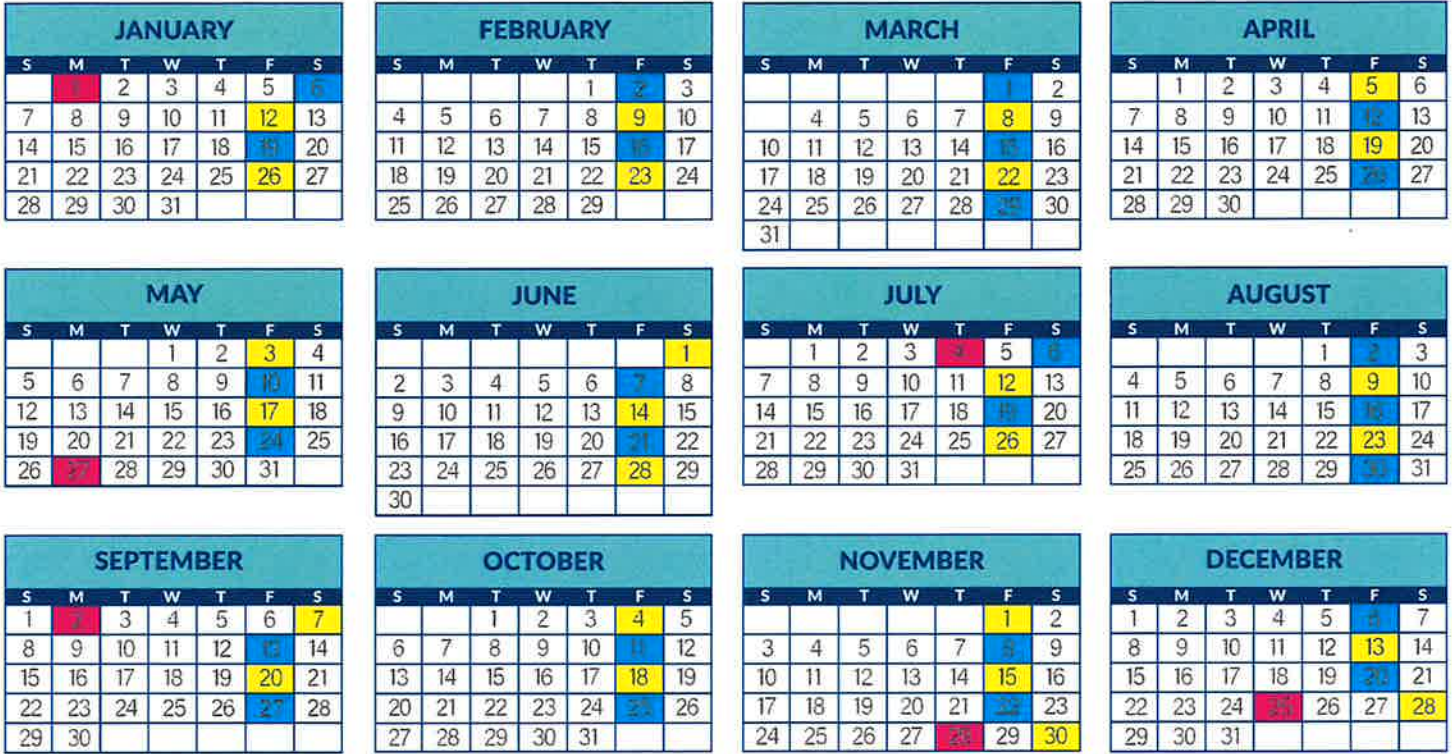 JANUARY
S M T W T F S
1 2 3 4 5 6
7 8 9 10 11 12 13
14 15 16 17 18 19 20
21 22 23 24 25 26 27
28 29 30 31
FEBRUARY
S M T W T F S
1 2 3
4 5 6 7 8 9 10
11 12 13 14 15 16 17
18 19 20 21 22 23 24
25 26 27 28 29
MARCH
S M T W T F S
1 2
4 5 6 7 8 9
10 11 12 13 14 15 16
17 18 19 20 21 22 23
24 25 26 27 28 29 30
31
APRIL
S M T W T F S
1 2 3 4 5 6
7 8 9 10 11 12 13
14 15 16 17 18 19 20
21 22 23 24 25 26 27
28 29 30
MAY
S M T W T F S
1 2 3 4
5 6 7 8 9 10 11
12 13 14 15 16 17 18
19 20 21 22 23 24 25
26 27 28 29 30 31
JUNE
S M T W T F S
1
2 3 4 5 6 7 8
9 10 11 12 13 14 15
16 17 18 19 20 21 22
23 24 25 26 27 28 29
30
JULY
S M T W T F S
1 2 3 4 5 6
7 8 9 10 11 12 13
14 15 16 17 18 19 20
21 22 23 24 25 26 27
28 29 30 31
AUGUST
S M T W T F S
1 2 3
4 5 6 7 8 9 10
11 12 13 14 15 16 17
18 19 20 21 22 23 24
25 26 27 28 29 30 31
SEPTEMBER
S M T W T F S
1 2 3 4 5 6 7
8 9 10 11 12 13 14
15 16 17 18 19 20 21
22 23 24 25 26 27 28
29 30
OCTOBER
S M T W T F S
1 2 3 4 5
6 7 8 9 10 11 12
13 14 15 16 17 18 19
20 21 22 23 24 25 26
27 28 29 30 31
NOVEMBER
S M T W T F S
1 2
3 4 5 6 7 8 9
10 11 12 13 14 15 16
17 18 19 20 21 22 23
24 25 26 27 28 29 30
DECEMBER
S M T W T F S
1 2 3 4 5 6 7
8 9 10 11 12 13 14
15 16 17 18 19 20 21
22 23 24 25 26 27 28
29 30 31